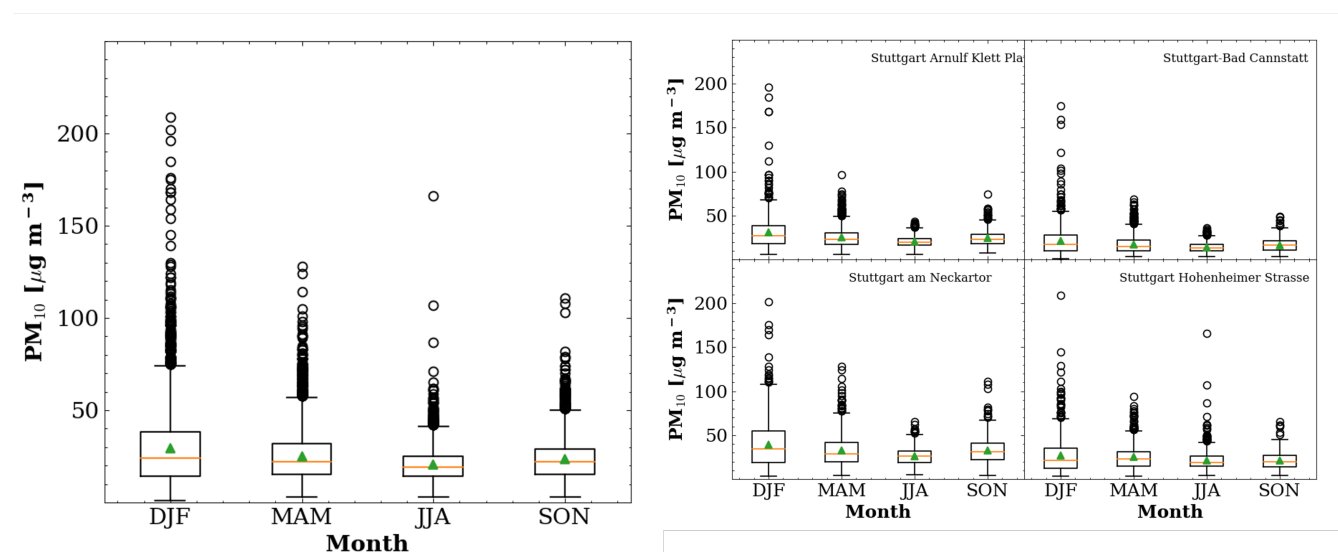 PM₁₀ [μg m⁻³]
200
150
100
50
DJF MAM JJA SON
Month
Stuttgart Arnulf Klett Pla
Stuttgart-Bad Cannstatt
PM₁₀ [μg m⁻³]
200
150
100
50
Stuttgart am Neckartor
Stuttgart Hohenheimer Strasse
PM₁₀ [μg m⁻³]
200
150
100
50
DJF MAM JJA SON DJF MAM JJA SON
Month Month